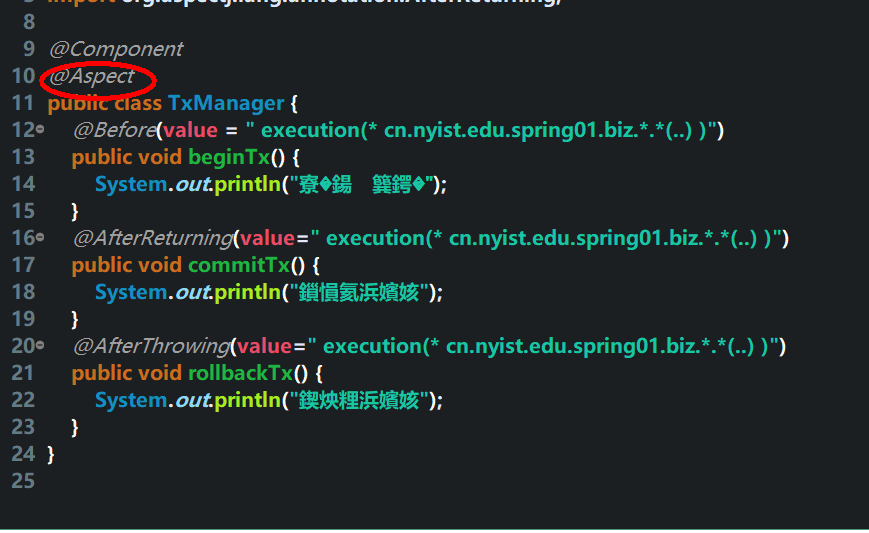 import org.aspectj.lang.annotation.AfterReturning;
8
9 @Component
10 @Aspect
11 public class TxManager {
12 @Before(value = " execution(* cn.nyist.edu.spring01.biz.*.*(..) )")
13 public void beginTx() {
14 System.out.println("寮�鍚 簨鍔�");
15 }
16 @AfterReturning(value=" execution(* cn.nyist.edu.spring01.biz.*.*(..) )")
17 public void commitTx() {
18 System.out.println("鎻愪氦浜嬪姟");
19 }
20 @AfterThrowing(value=" execution(* cn.nyist.edu.spring01.biz.*.*(..) )")
21 public void rollbackTx() {
22 System.out.println("鍥炴粴浜嬪姟");
23 }
24 }
25